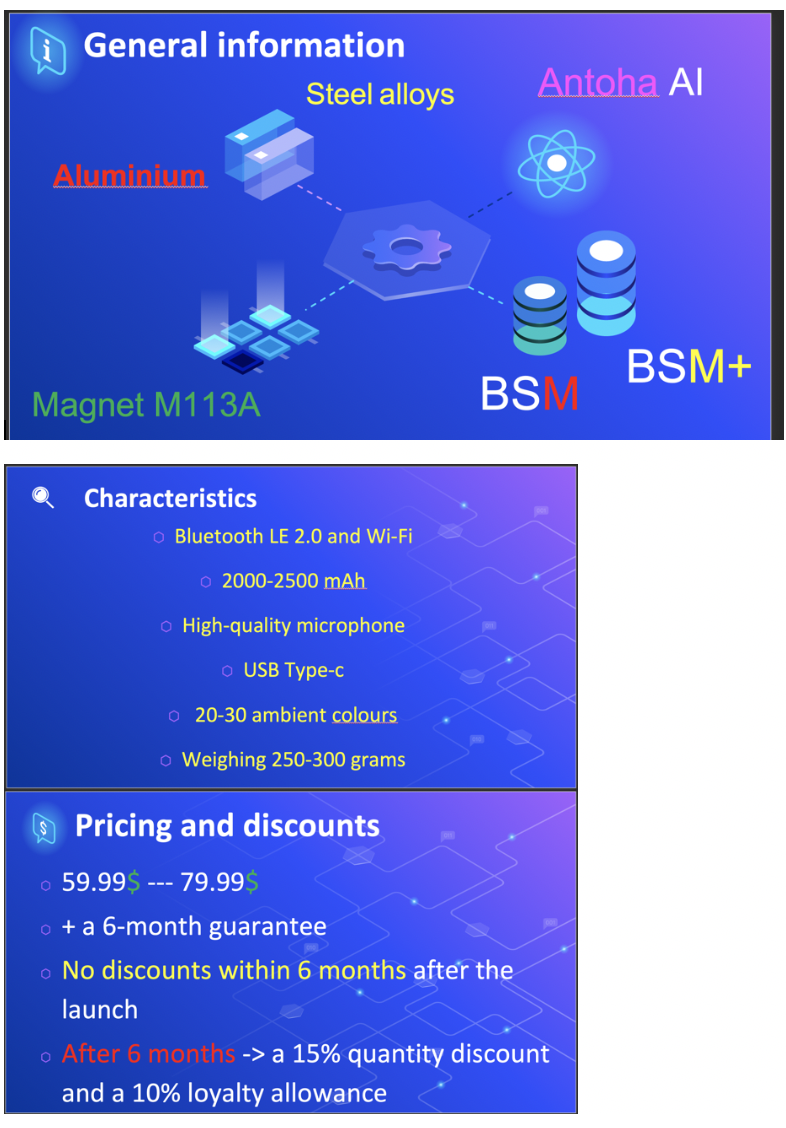 General information
Steel alloys
Antoha AI
Aluminium
BSM+
BSM
Magnet M113A
Characteristics
Bluetooth LE 2.0 and Wi-Fi
2000-2500 mAh
High-quality microphone
USB Type-c
20-30 ambient colours
Weighing 250-300 grams
Pricing and discounts
59.99$ --- 79.99$
+ a 6-month guarantee
No discounts within 6 months after the
launch
After 6 months -> a 15% quantity discount
and a 10% loyalty allowance